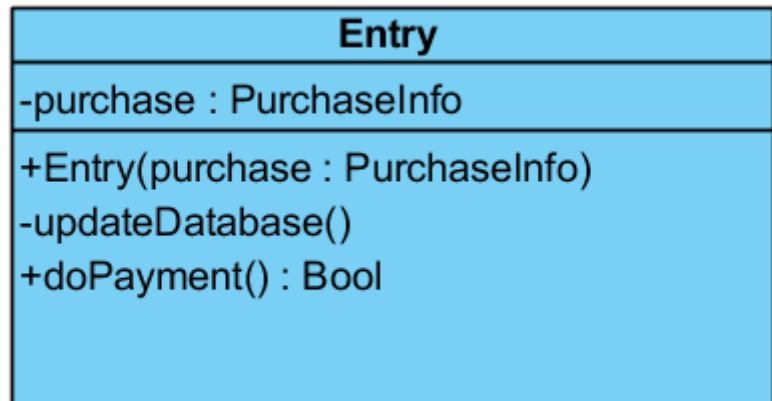 Entry
-purchase : PurchaseInfo
+Entry(purchase : PurchaseInfo)
-updateDatabase()
+doPayment() : Bool